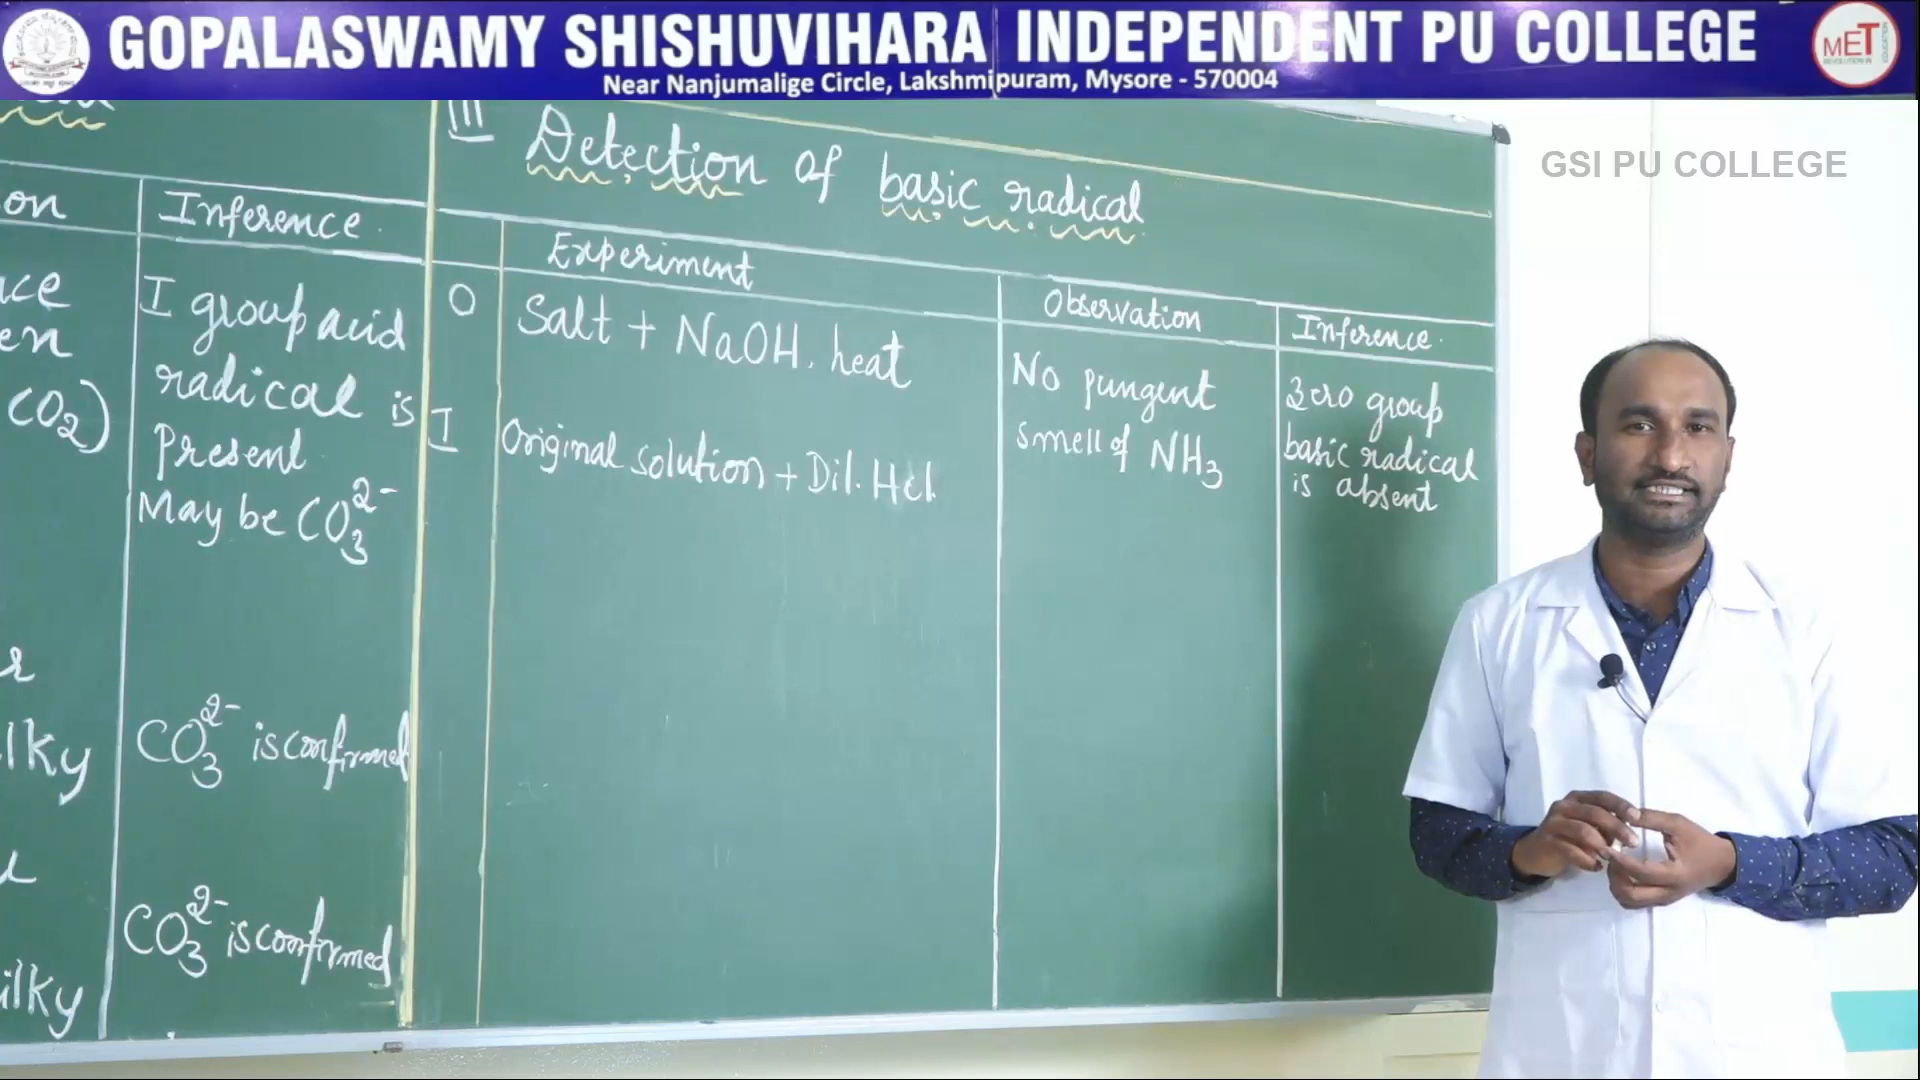 GOPALASWAMY SHISHUVIHARA INDEPENDENT PU COLLEGE
Near Nanjumalige Circle, Lakshmipuram, Mysore - 570004
MET
GSI PU COLLEGE
on
Inference
ice
en
CO2)
I group acid
radical is
present
May be CO3^2-
lky
CO3^2- is confirmed
ilky
CO3^2- is confirmed
III Detection of basic radical
Experiment
Observation
Inference
O
Salt + NaOH, heat
No pungent
smell of NH3
Zero group
basic radical
is absent
I
Original solution + Dil. Hcl.